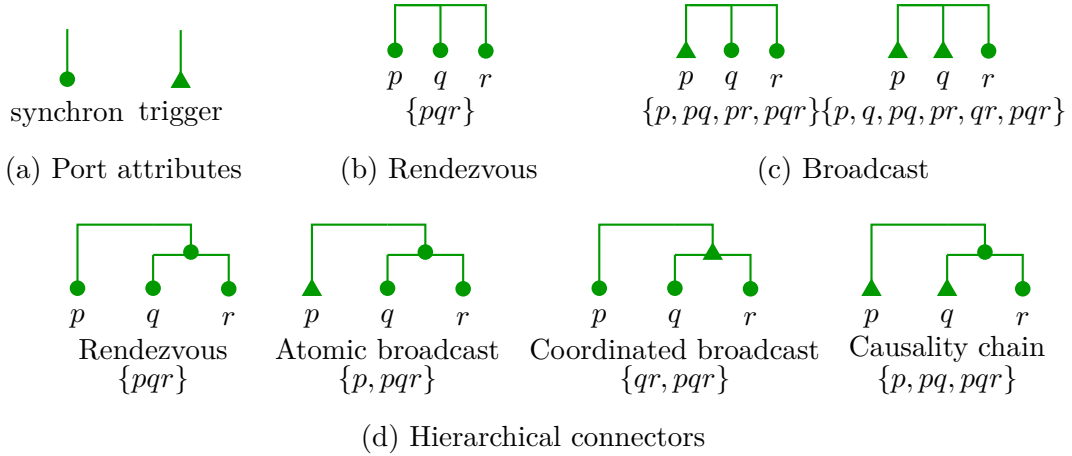 p q r
p q r
p q r
synchron trigger
{pqr}
{p, pq, pr, pqr}
{p, q, pq, pr, qr, pqr}
(a) Port attributes
(b) Rendezvous
(c) Broadcast
p q r
p q r
p q r
p q r
Rendezvous
Atomic broadcast
Coordinated broadcast
Causality chain
{pqr}
{p, pqr}
{qr, pqr}
{p, pq, pqr}
(d) Hierarchical connectors